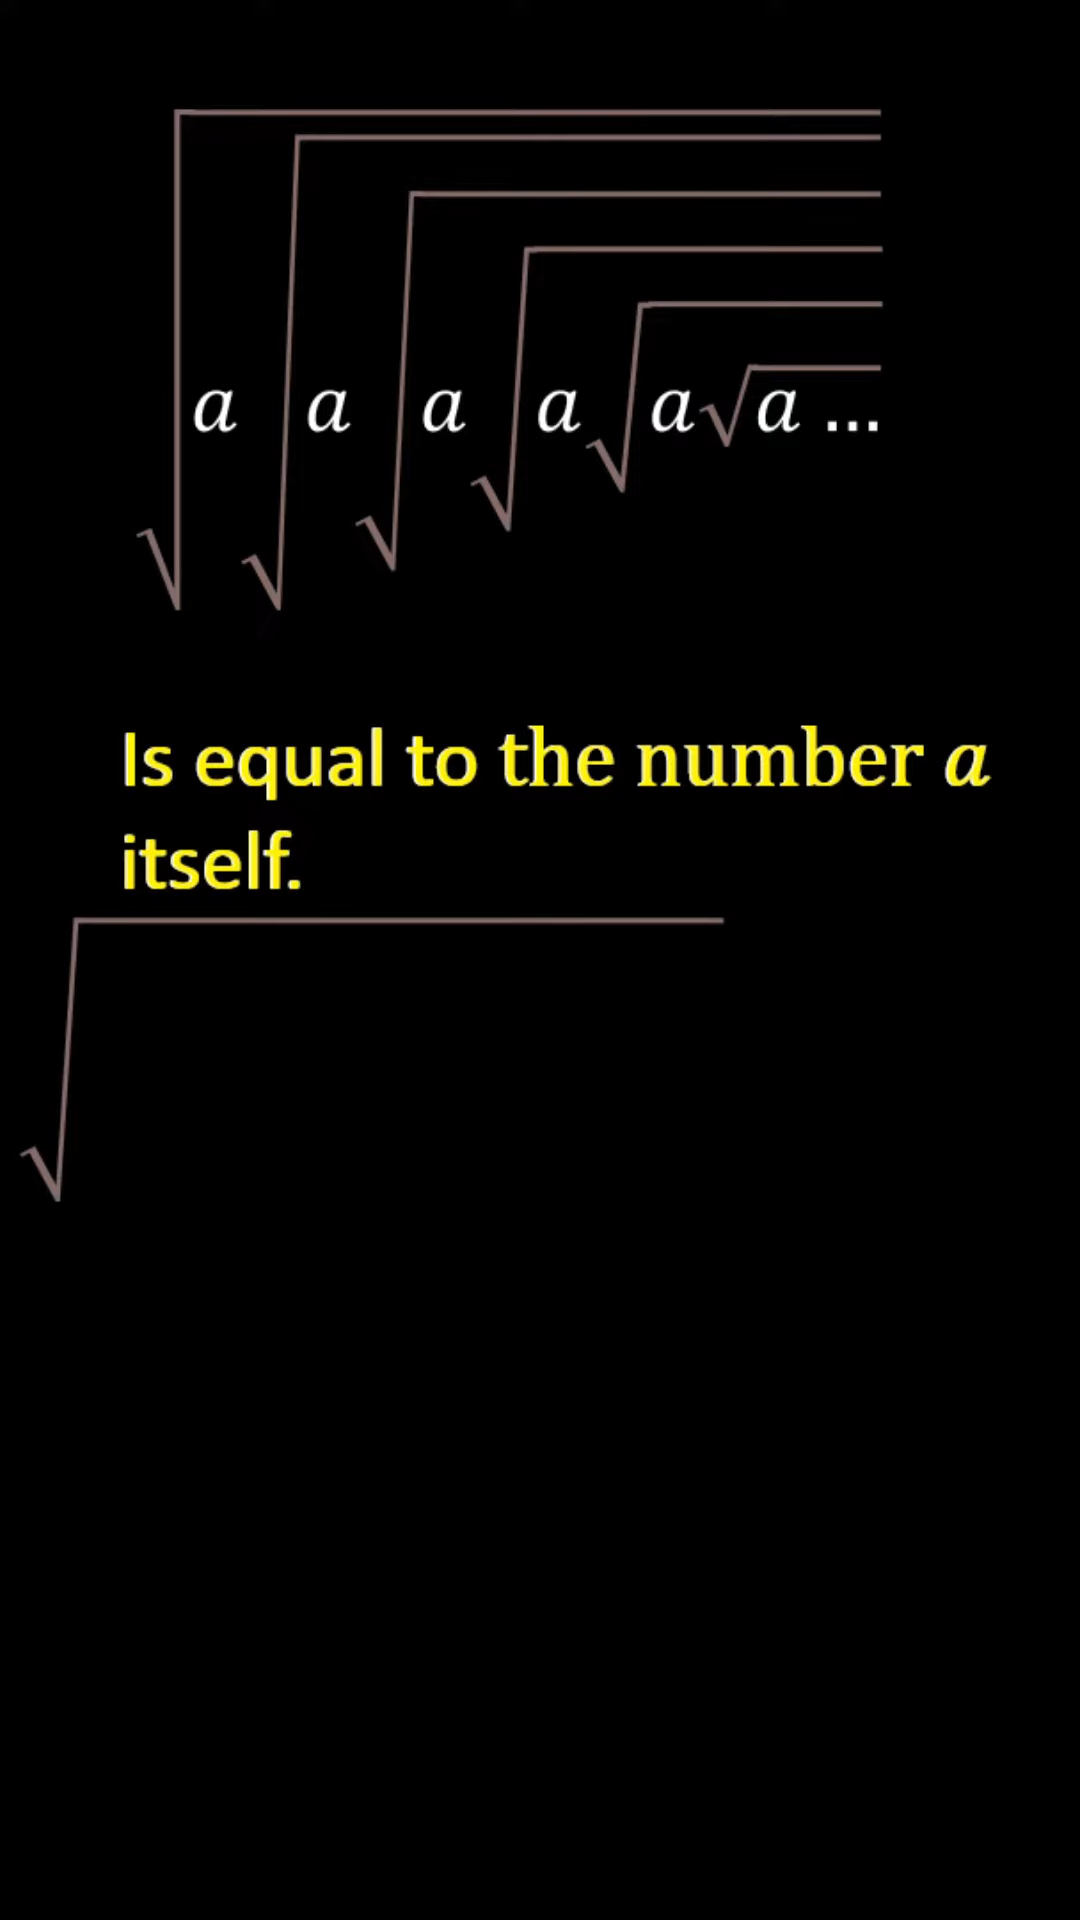 √a√a√a√a√a√a ...
Is equal to the number a
itself.
√